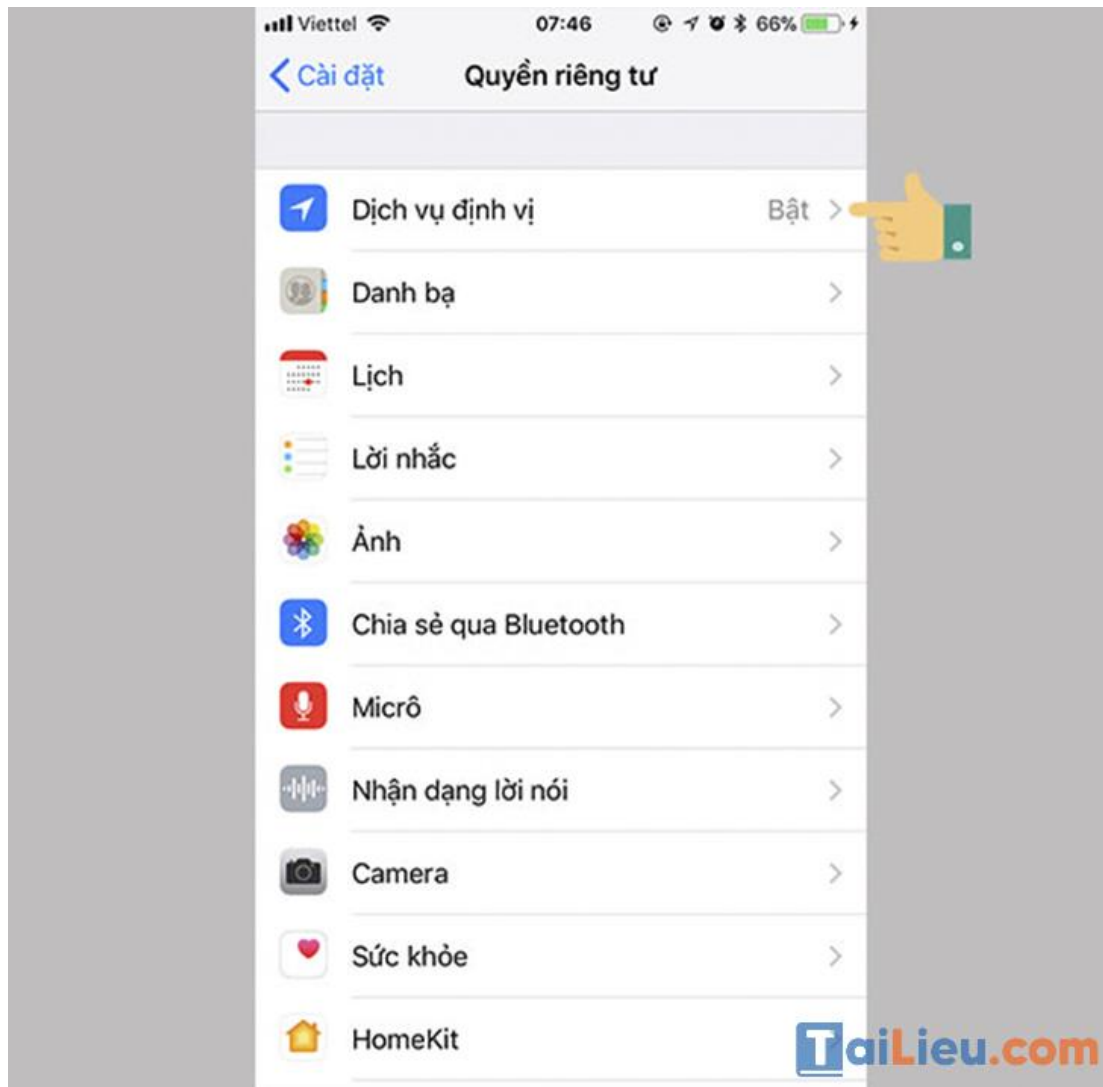 Viettel 07:46 66%
Cài đặt Quyền riêng tư
Dịch vụ định vị Bật
Danh bạ
Lịch
Lời nhắc
Ảnh
Chia sẻ qua Bluetooth
Micrô
Nhận dạng lời nói
Camera
Sức khỏe
HomeKit
TaiLieu.com